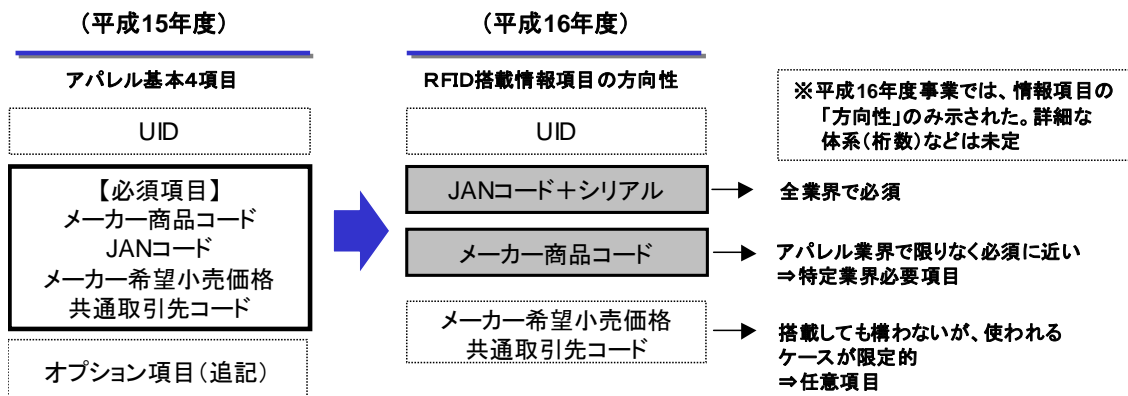 （平成15年度）
アパレル基本4項目
UID
【必須項目】
メーカー商品コード
JANコード
メーカー希望小売価格
共通取引先コード
オプション項目（追記）
（平成16年度）
ＲＦＩＤ搭載情報項目の方向性
UID
JANコード＋シリアル
メーカー商品コード
メーカー希望小売価格
共通取引先コード
※平成16年度事業では、情報項目の
「方向性」のみ示された。詳細な
体系（桁数）などは未定
全業界で必須
アパレル業界で限りなく必須に近い
⇒特定業界必要項目
搭載しても構わないが、使われる
ケースが限定的
⇒任意項目